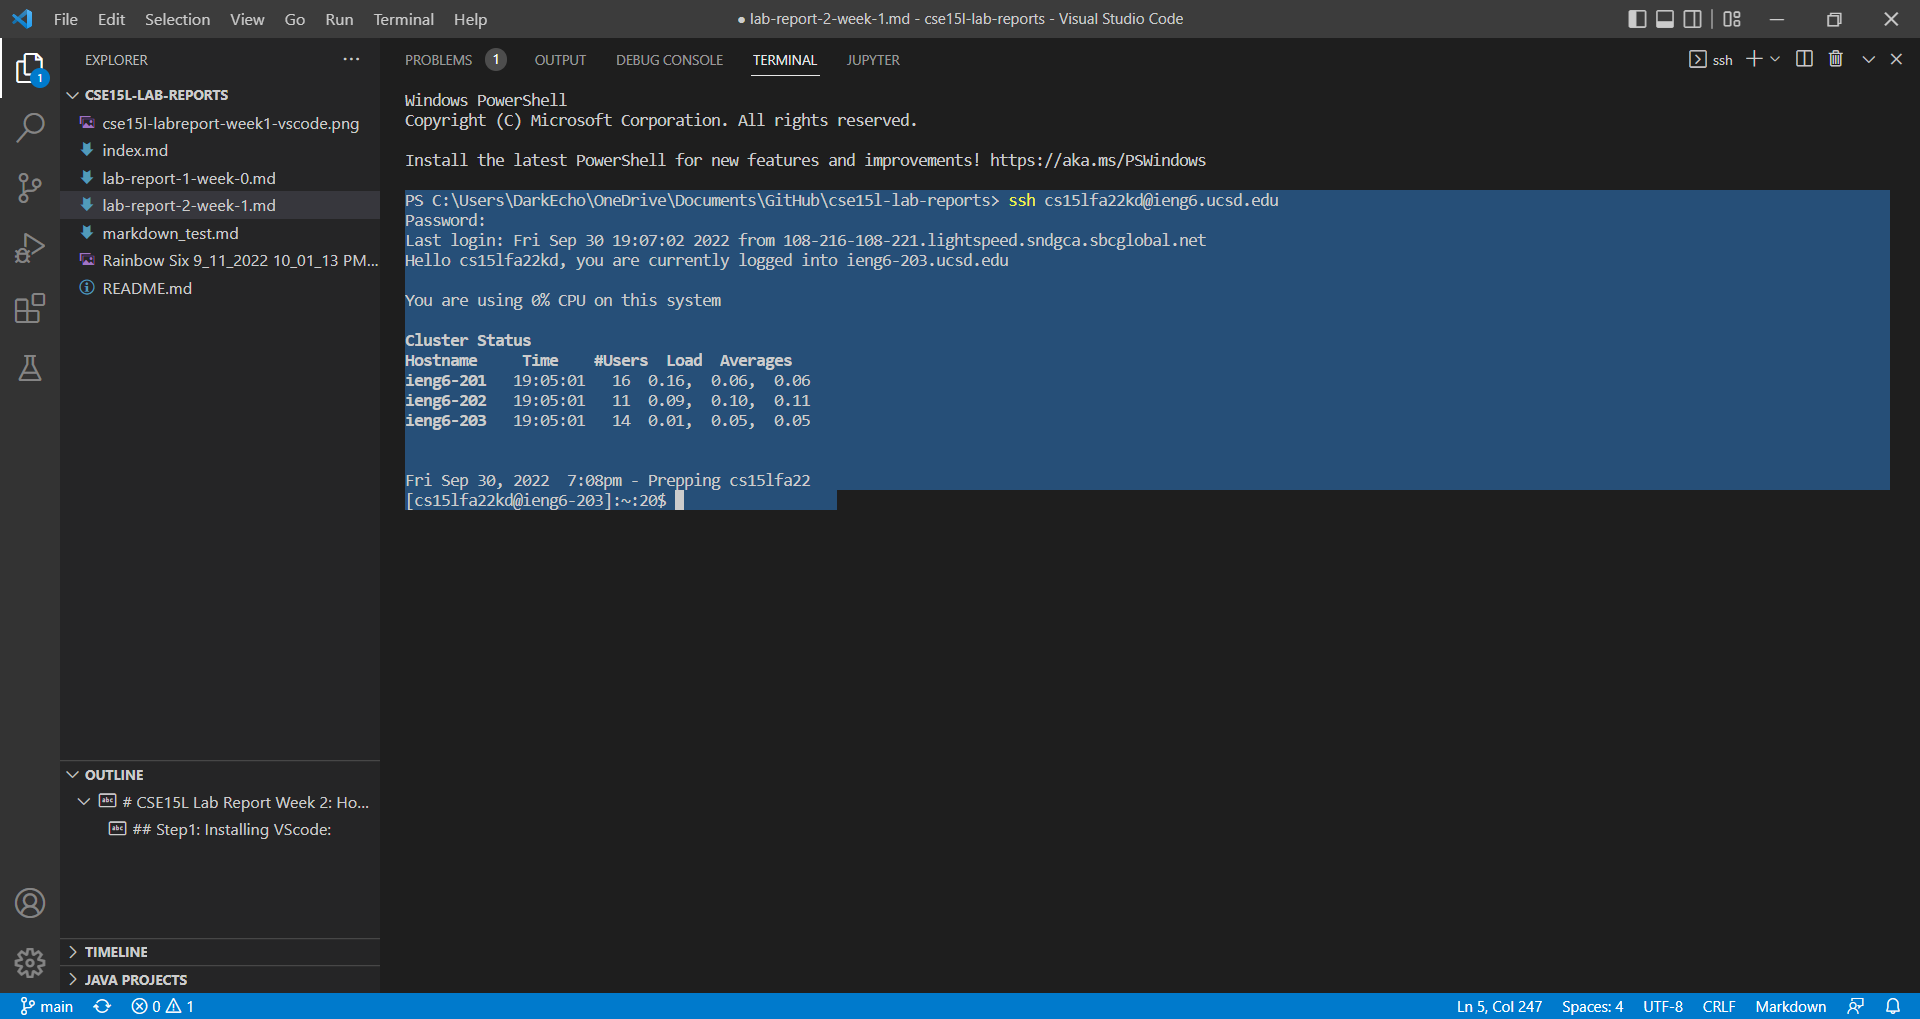 File Edit Selection View Go Run Terminal Help
● lab-report-2-week-1.md - cse15l-lab-reports - Visual Studio Code
EXPLORER
CSE15L-LAB-REPORTS
cse15l-labreport-week1-vscode.png
index.md
lab-report-1-week-0.md
lab-report-2-week-1.md
markdown_test.md
Rainbow Six 9_11_2022 10_01_13 PM...
README.md
1
OUTLINE
# CSE15L Lab Report Week 2: Ho...
## Step1: Installing VScode:
TIMELINE
JAVA PROJECTS
PROBLEMS 1 OUTPUT DEBUG CONSOLE TERMINAL JUPYTER
ssh
Windows PowerShell
Copyright (C) Microsoft Corporation. All rights reserved.
Install the latest PowerShell for new features and improvements! https://aka.ms/PSWindows
PS C:\Users\DarkEcho\OneDrive\Documents\GitHub\cse15l-lab-reports> ssh cs15lfa22kd@ieng6.ucsd.edu
Password:
Last login: Fri Sep 30 19:07:02 2022 from 108-216-108-221.lightspeed.sndgca.sbcglobal.net
Hello cs15lfa22kd, you are currently logged into ieng6-203.ucsd.edu
You are using 0% CPU on this system
Cluster Status
Hostname Time #Users Load Averages
ieng6-201 19:05:01 16 0.16, 0.06, 0.06
ieng6-202 19:05:01 11 0.09, 0.10, 0.11
ieng6-203 19:05:01 14 0.01, 0.05, 0.05
Fri Sep 30, 2022 7:08pm - Prepping cs15lfa22
[cs15lfa22kd@ieng6-203]:~:20$
main 0 1
Ln 5, Col 247 Spaces: 4 UTF-8 CRLF Markdown